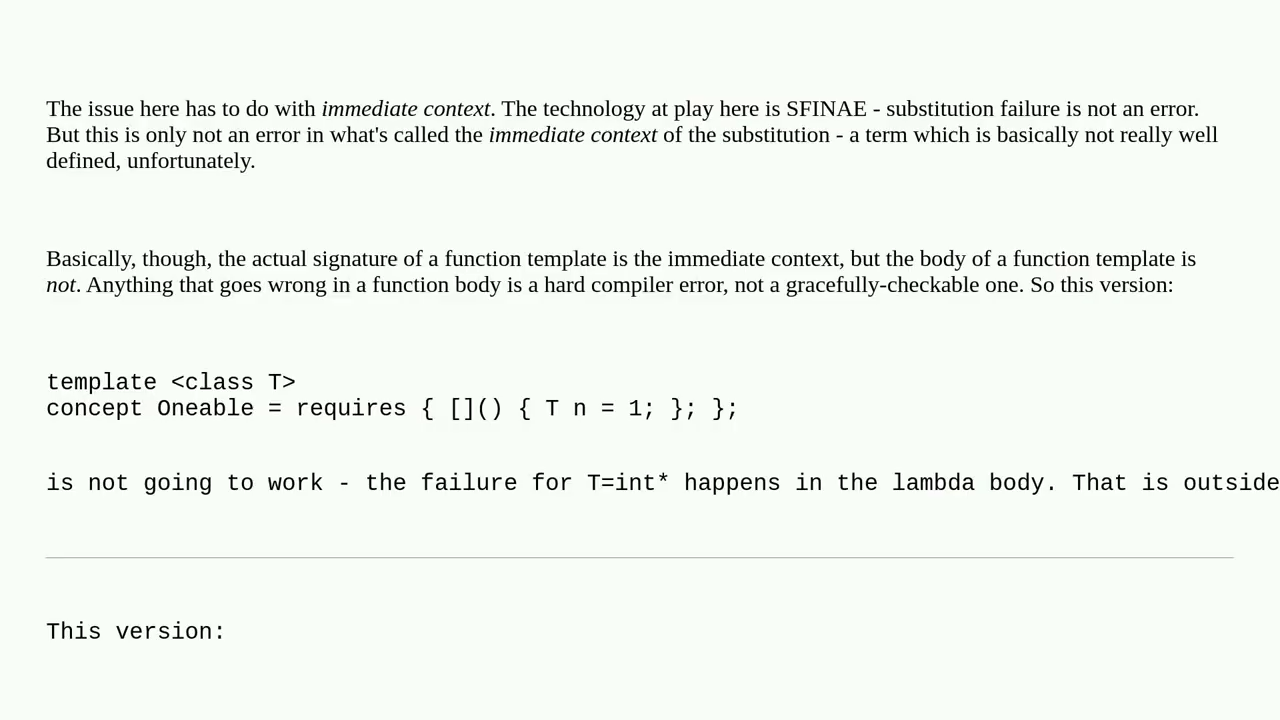 The issue here has to do with immediate context. The technology at play here is SFINAE - substitution failure is not an error.
But this is only not an error in what's called the immediate context of the substitution - a term which is basically not really well
defined, unfortunately.
Basically, though, the actual signature of a function template is the immediate context, but the body of a function template is
not. Anything that goes wrong in a function body is a hard compiler error, not a gracefully-checkable one. So this version:
template <class T>
concept Oneable = requires { []() { T n = 1; }; };
is not going to work - the failure for T=int* happens in the lambda body. That is outside
This version: